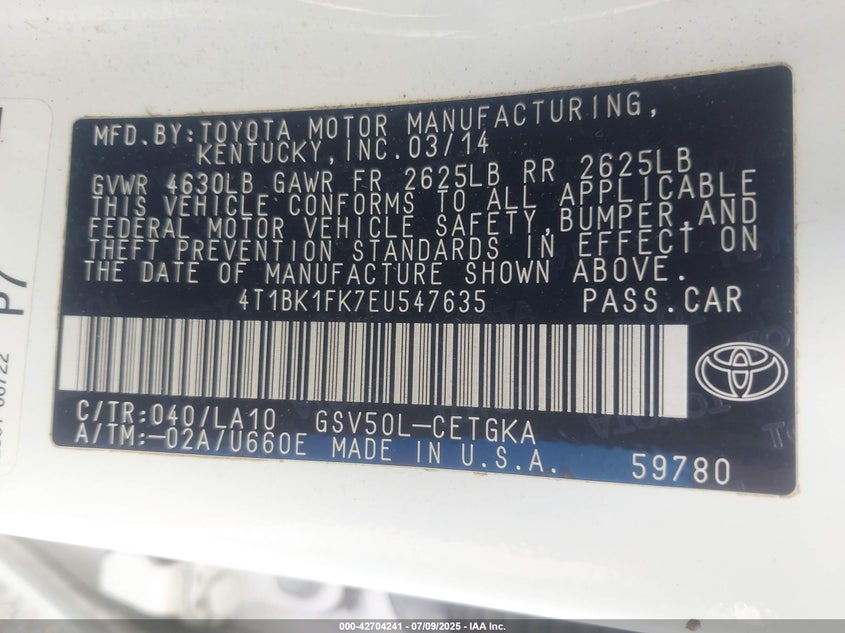 MFD. BY: TOYOTA MOTOR MANUFACTURING,
KENTUCKY, INC. 03/14
GVWR 4630LB GAWR FR 2625LB RR 2625LB
THIS VEHICLE CONFORMS TO ALL APPLICABLE
FEDERAL MOTOR VEHICLE SAFETY, BUMPER, AND
THEFT PREVENTION STANDARDS IN EFFECT ON
THE DATE OF MANUFACTURE SHOWN ABOVE.
4T1BK1FK7EU547635 PASS. CAR
C/TR: 040/LA10 GSV50L-CETGKA
A/TM: -02A/U660E MADE IN U.S.A. 59780
P7
000-42704241 - 07/09/2025 - IAA Inc.